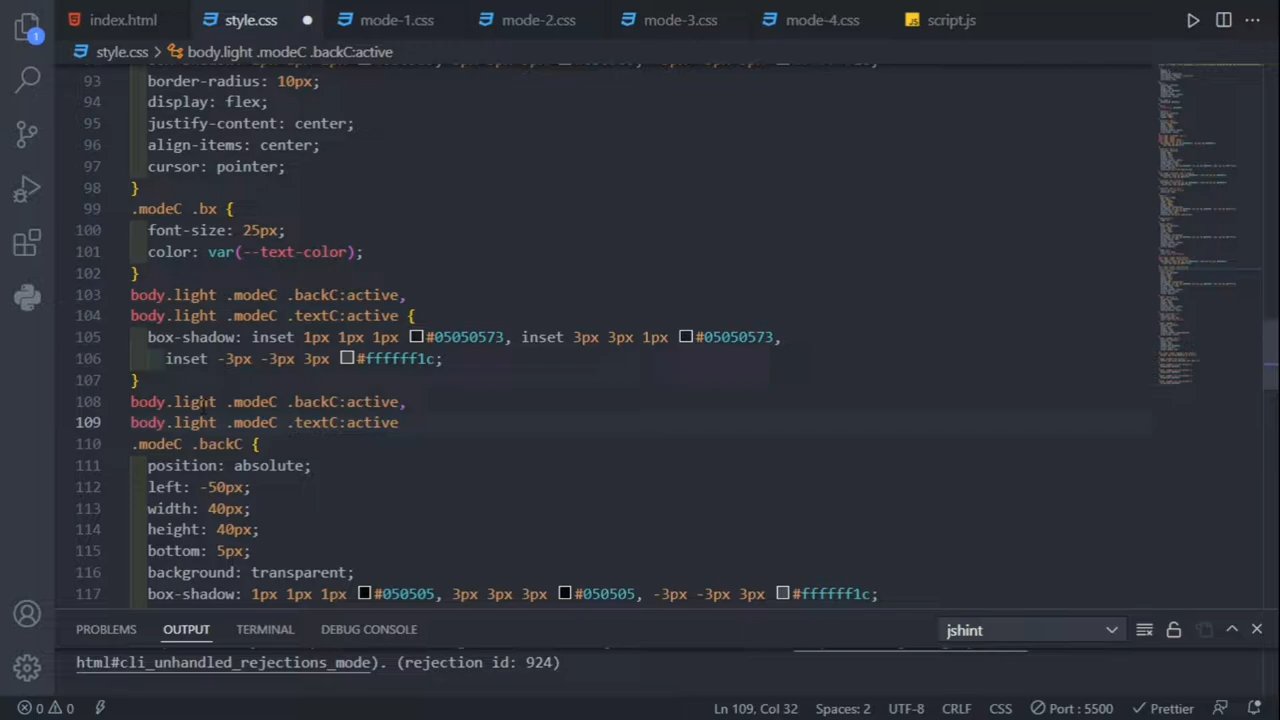 1
index.html style.css mode-1.css mode-2.css mode-3.css mode-4.css script.js
style.css > body.light .modeC .backC:active
93 border-radius: 10px;
94 display: flex;
95 justify-content: center;
96 align-items: center;
97 cursor: pointer;
98 }
99 .modeC .bx {
100 font-size: 25px;
101 color: var(--text-color);
102 }
103 body.light .modeC .backC:active,
104 body.light .modeC .textC:active {
105 box-shadow: inset 1px 1px 1px #05050573, inset 3px 3px 1px #05050573,
106 inset -3px -3px 3px #ffffff1c;
107 }
108 body.light .modeC .backC:active,
109 body.light .modeC .textC:active
110 .modeC .backC {
111 position: absolute;
112 left: -50px;
113 width: 40px;
114 height: 40px;
115 bottom: 5px;
116 background: transparent;
117 box-shadow: 1px 1px 1px #050505, 3px 3px 3px #050505, -3px -3px 3px #ffffff1c;
PROBLEMS OUTPUT TERMINAL DEBUG CONSOLE jshint
html#cli_unhandled_rejections_mode). (rejection id: 924)
0 0 Ln 109, Col 32 Spaces: 2 UTF-8 CRLF CSS Port : 5500 Prettier